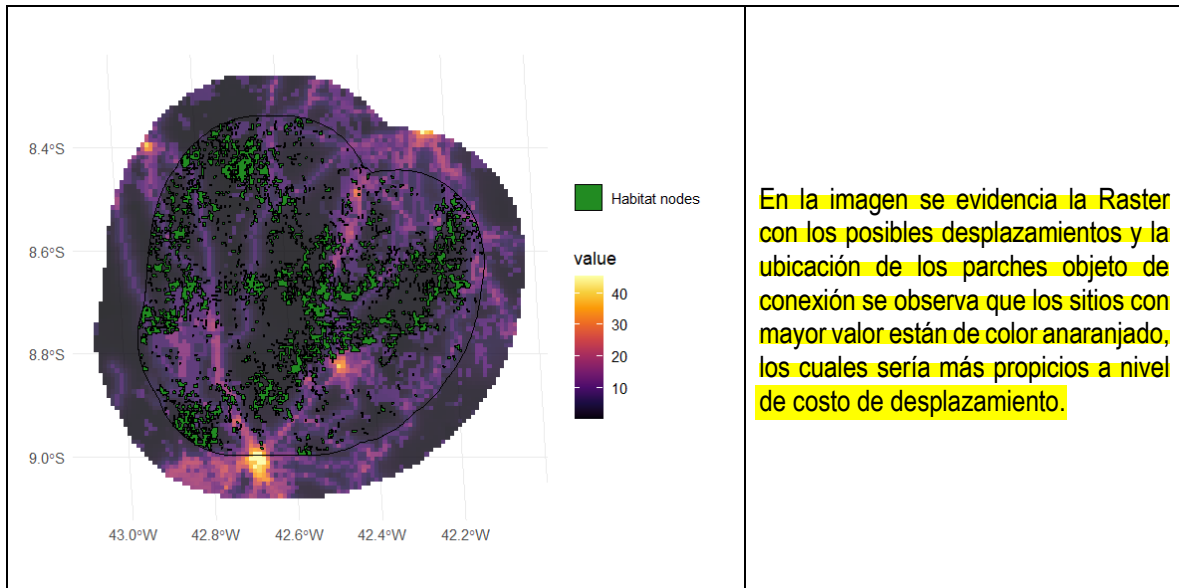 8.4°S
8.6°S
8.8°S
9.0°S
43.0°W 42.8°W 42.6°W 42.4°W 42.2°W
Habitat nodes
value
40
30
20
10
En la imagen se evidencia la Raster
con los posibles desplazamientos y la
ubicación de los parches objeto de
conexión se observa que los sitios con
mayor valor están de color anaranjado,
los cuales sería más propicios a nivel
de costo de desplazamiento.